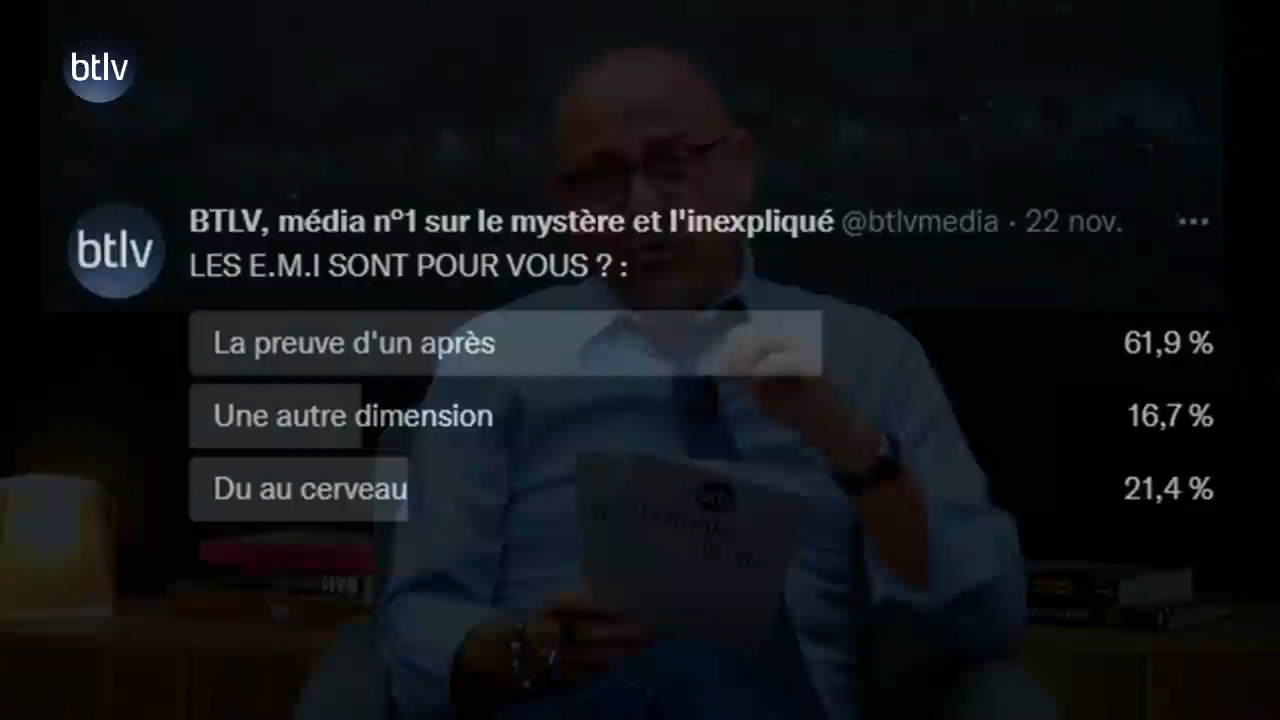 btlv
btlv
BTLV, média nº1 sur le mystère et l'inexpliqué @btlvmedia · 22 nov.
LES E.M.I SONT POUR VOUS ? :
La preuve d'un après 61,9 %
Une autre dimension 16,7 %
Du au cerveau 21,4 %